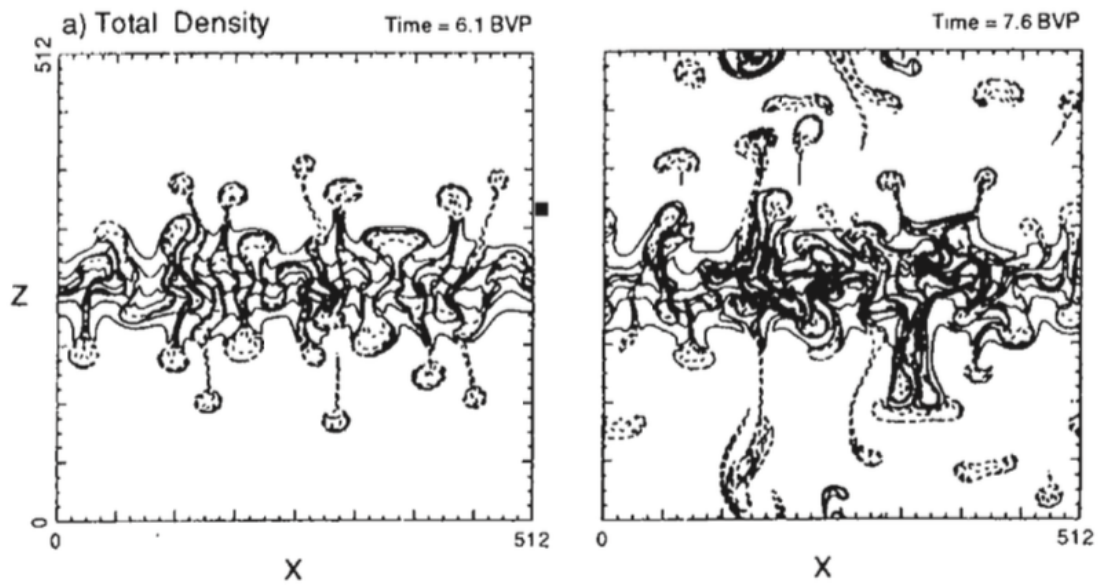 a) Total Density
Time = 6.1 BVP
Time = 7.6 BVP
512
Z
0
0
512
X
0
512
X